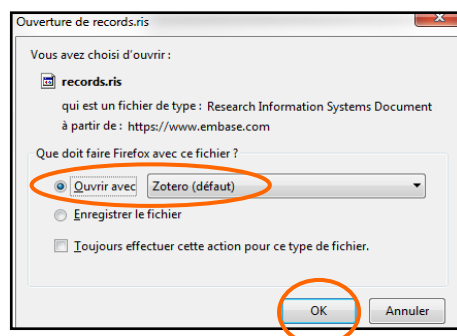 Ouverture de records.ris
Vous avez choisi d'ouvrir :
records.ris
qui est un fichier de type : Research Information Systems Document
à partir de : https://www.embase.com
Que doit faire Firefox avec ce fichier ?
Ouvrir avec Zotero (défaut)
Enregistrer le fichier
Toujours effectuer cette action pour ce type de fichier.
OK Annuler